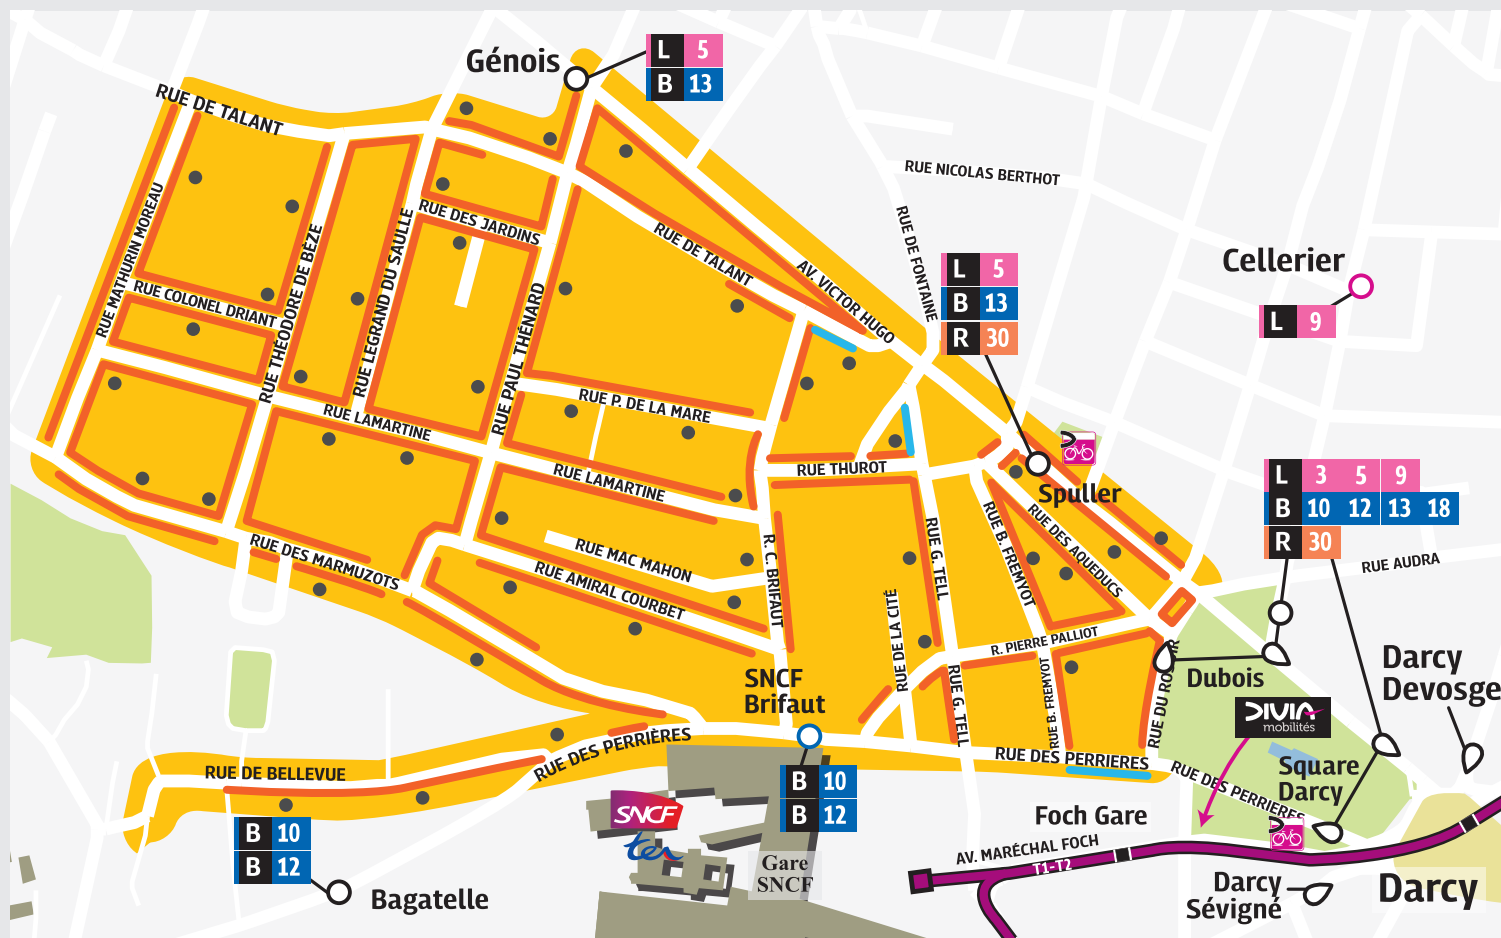 Génois
L 5
B 13
RUE DE TALANT
RUE MATHURIN MOREAU
RUE NICOLAS BERTHOT
RUE DES JARDINS
RUE DE TALANT
RUE DE FONTAINE
AV. VICTOR HUGO
L 5
B 13
R 30
Cellerier
L 9
RUE COLONEL DRIANT
RUE THÉODORE DE BÈZE
RUE LEGRAND DU SAULLE
RUE PAUL THENARD
RUE P. DE LA MARE
RUE LAMARTINE
RUE LAMARTINE
RUE THUROT
Spuller
L 3 5 9
B 10 12 13 18
R 30
RUE AUDRA
RUE DES MARMUZOTS
RUE MAC MAHON
RUE AMIRAL COURBET
R. C. BRIFAUT
RUE G. TELL
RUE B. FREMYOT
RUE DES AQUEDUCS
RUE DE LA CITÉ
R. PIERRE PALLIOT
RUE G. TELL
RUE B. FREMYOT
Dubois
Darcy
Devosge
SNCF
Brifaut
DIVIA
mobilités
RUE DES PERRIÈRES
RUE DES PERRIERES
RUE DES PERRIERES
Square
Darcy
RUE DE BELLEVUE
B 10
B 12
SNCF
ter
Gare
SNCF
B 10
B 12
Bagatelle
Foch Gare
AV. MARÉCHAL FOCH
T1-T2
Darcy
Sévigné
Darcy